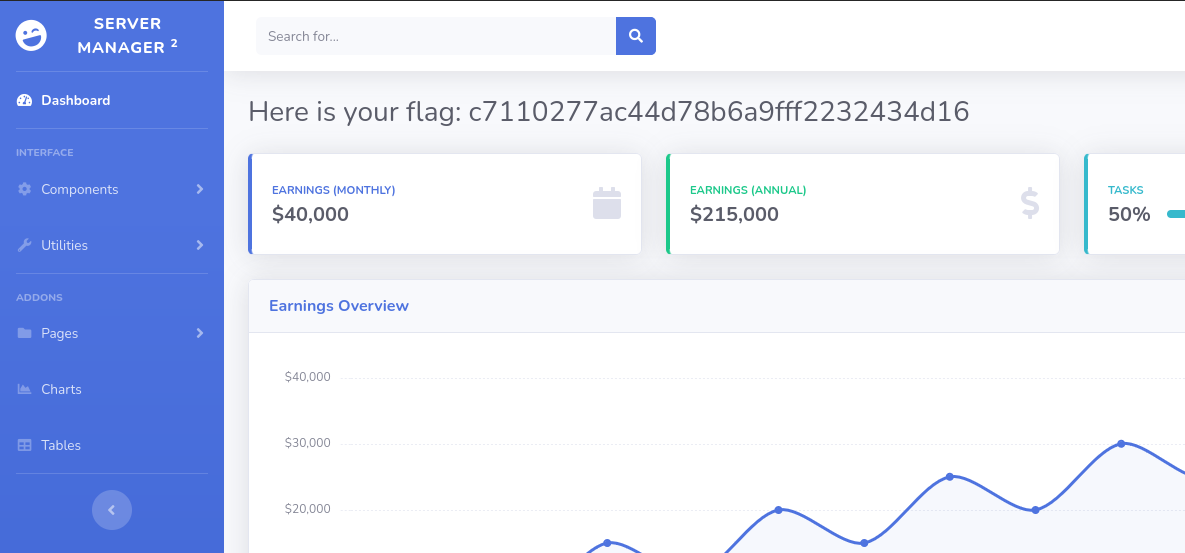 SERVER
MANAGER 2
Search for...
Dashboard
Here is your flag: c7110277ac44d78b6a9fff2232434d16
INTERFACE
Components
Utilities
ADDONS
Pages
Charts
Tables
EARNINGS (MONTHLY)
$40,000
EARNINGS (ANNUAL)
$215,000
TASKS
50%
Earnings Overview
$40,000
$30,000
$20,000